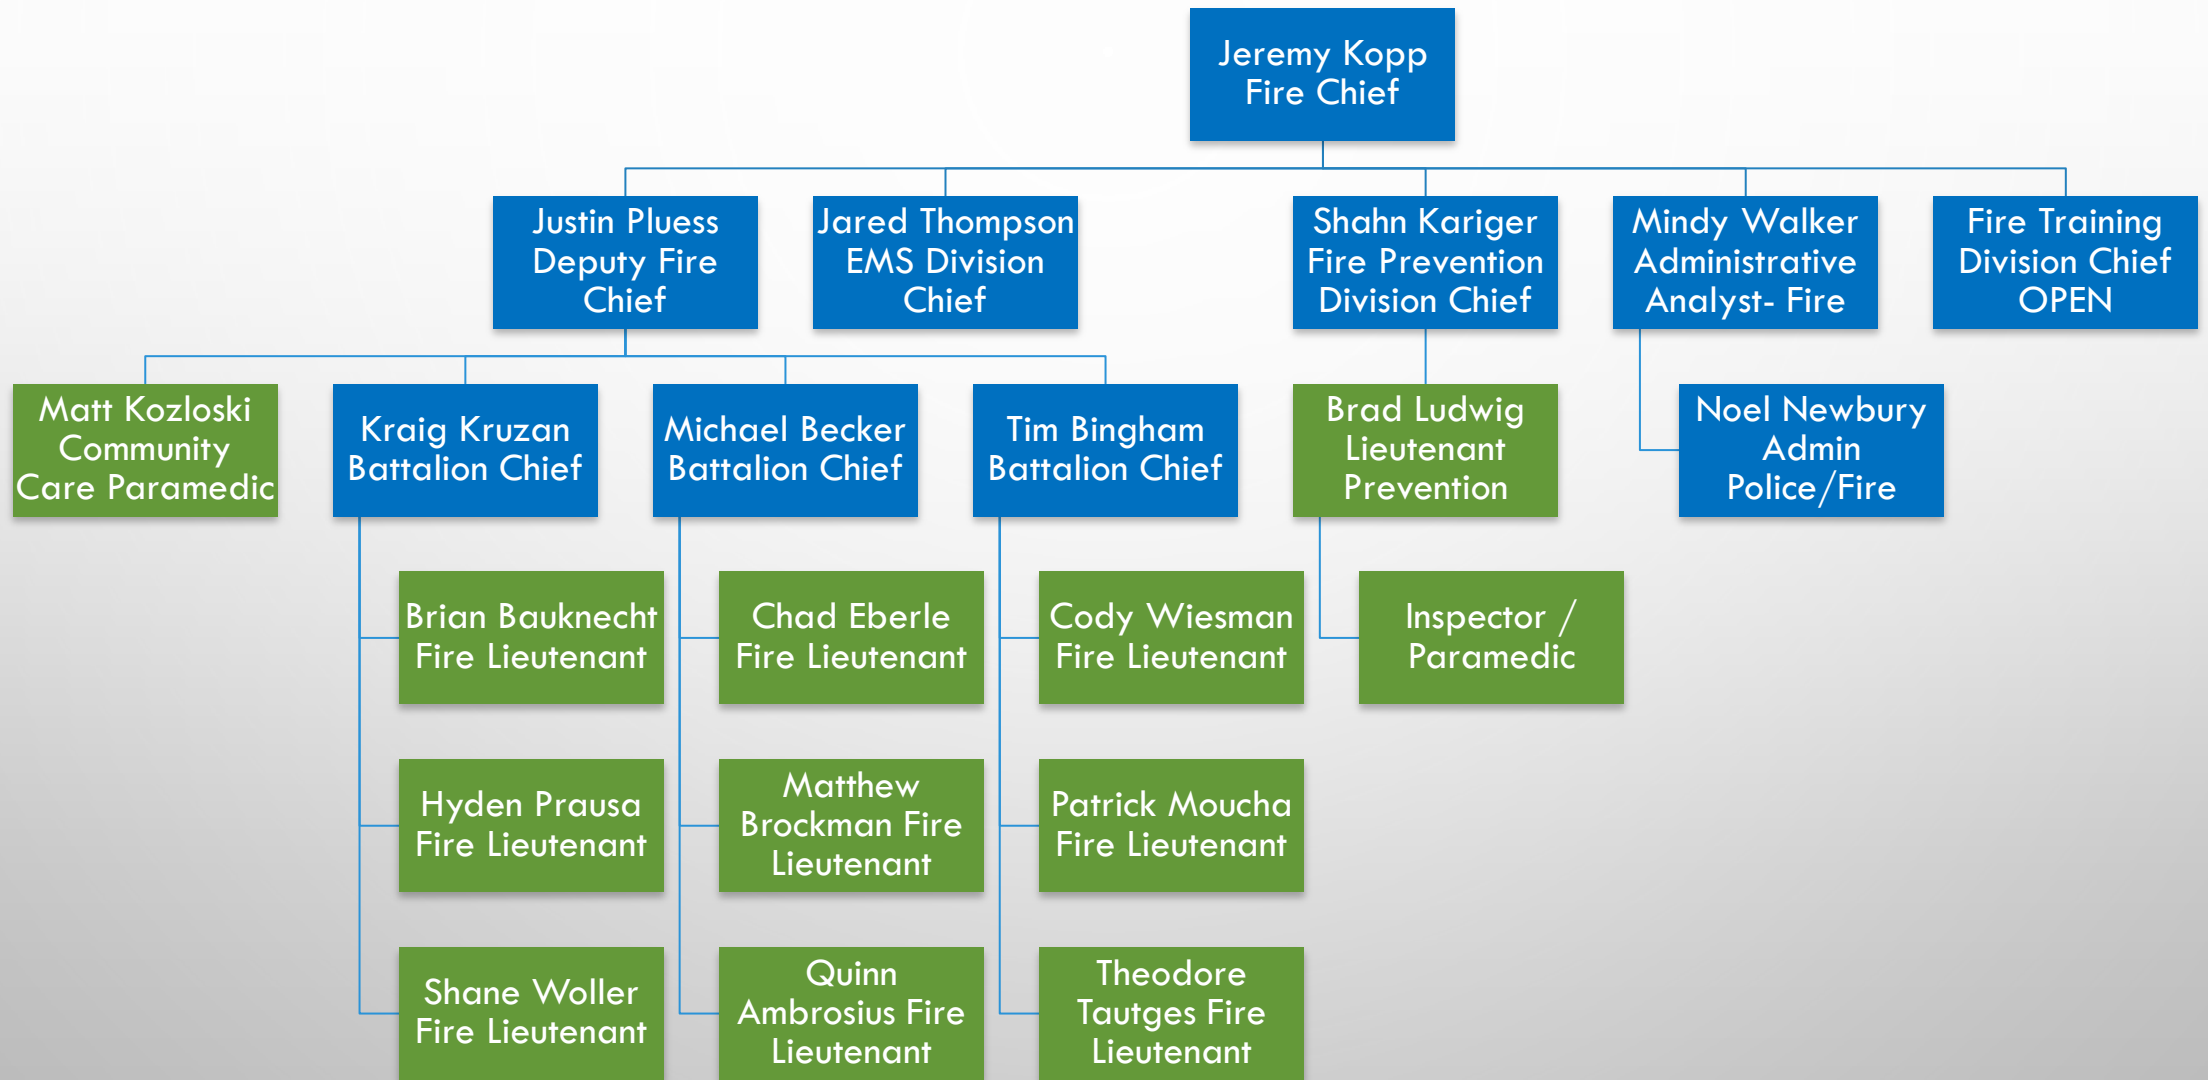 Jeremy Kopp
Fire Chief
Justin Pluess
Deputy Fire
Chief
Jared Thompson
EMS Division
Chief
Shahn Kariger
Fire Prevention
Division Chief
Mindy Walker
Administrative
Analyst- Fire
Fire Training
Division Chief
OPEN
Matt Kozloski
Community
Care Paramedic
Kraig Kruzan
Battalion Chief
Michael Becker
Battalion Chief
Tim Bingham
Battalion Chief
Brad Ludwig
Lieutenant
Prevention
Noel Newbury
Admin
Police/Fire
Brian Bauknecht
Fire Lieutenant
Chad Eberle
Fire Lieutenant
Cody Wiesman
Fire Lieutenant
Inspector /
Paramedic
Hyden Prausa
Fire Lieutenant
Matthew
Brockman Fire
Lieutenant
Patrick Moucha
Fire Lieutenant
Shane Woller
Fire Lieutenant
Quinn
Ambrosius Fire
Lieutenant
Theodore
Tautges Fire
Lieutenant